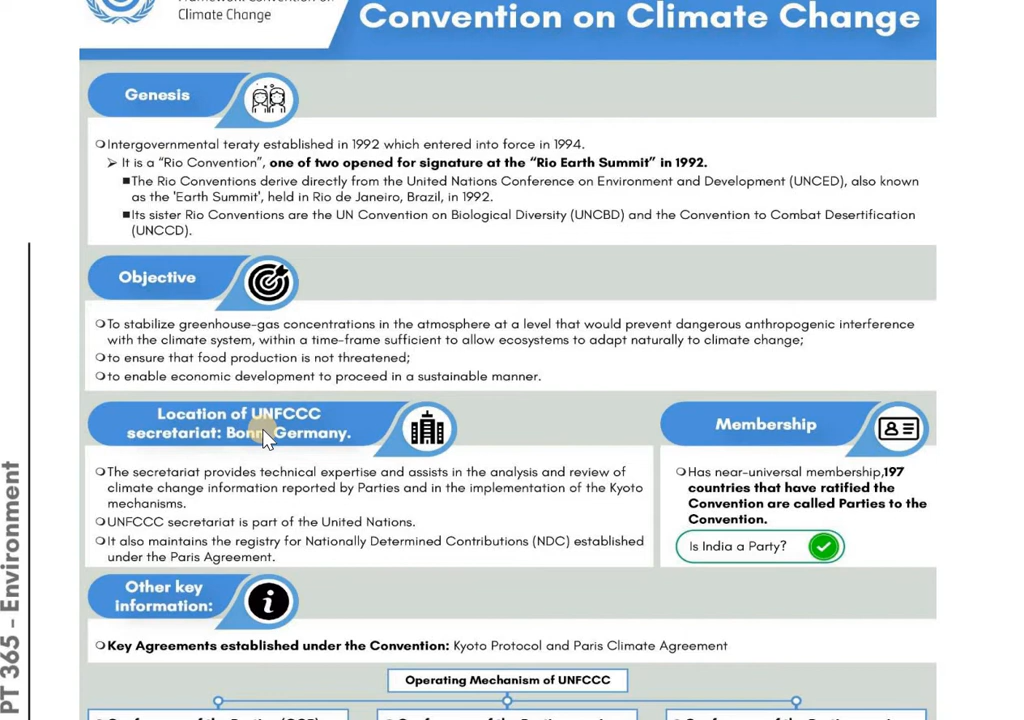 Climate Change
Convention on Climate Change
Genesis
Intergovernmental teraty established in 1992 which entered into force in 1994.
It is a “Rio Convention”, one of two opened for signature at the “Rio Earth Summit” in 1992.
The Rio Conventions derive directly from the United Nations Conference on Environment and Development (UNCED), also known
as the 'Earth Summit', held in Rio de Janeiro, Brazil, in 1992.
Its sister Rio Conventions are the UN Convention on Biological Diversity (UNCBD) and the Convention to Combat Desertification
(UNCCD).
Objective
To stabilize greenhouse-gas concentrations in the atmosphere at a level that would prevent dangerous anthropogenic interference
with the climate system, within a time-frame sufficient to allow ecosystems to adapt naturally to climate change;
to ensure that food production is not threatened;
to enable economic development to proceed in a sustainable manner.
Location of UNFCCC
secretariat: Bonn Germany.
The secretariat provides technical expertise and assists in the analysis and review of
climate change information reported by Parties and in the implementation of the Kyoto
mechanisms.
UNFCCC secretariat is part of the United Nations.
It also maintains the registry for Nationally Determined Contributions (NDC) established
under the Paris Agreement.
Membership
Has near-universal membership,197
countries that have ratified the
Convention are called Parties to the
Convention.
Is India a Party?
Other key
information:
Key Agreements established under the Convention: Kyoto Protocol and Paris Climate Agreement
Operating Mechanism of UNFCCC
PT 365 - Environment